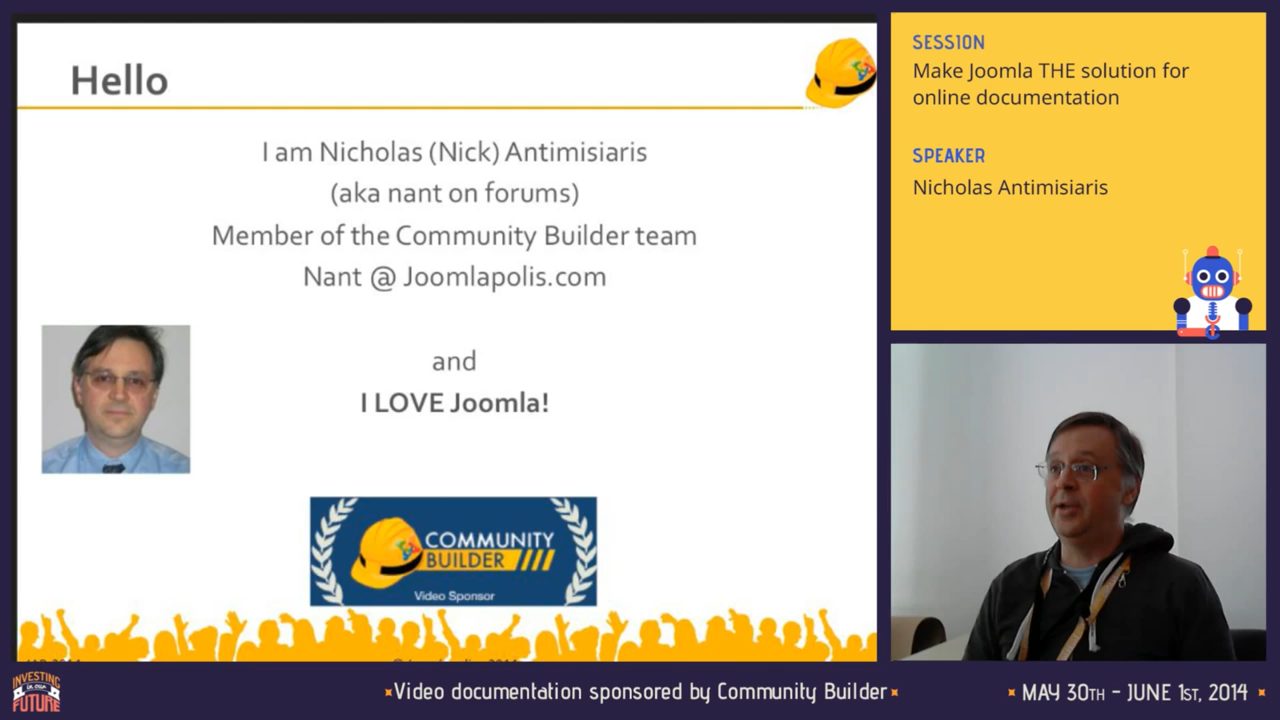 Hello
I am Nicholas (Nick) Antimisiaris
(aka nant on forums)
Member of the Community Builder team
Nant @ Joomlapolis.com
and
I LOVE Joomla!
COMMUNITY
BUILDER
Video Sponsor
SESSION
Make Joomla THE solution for
online documentation
SPEAKER
Nicholas Antimisiaris
INVESTING
IN OUR
FUTURE
Video documentation sponsored by Community Builder
MAY 30TH - JUNE 1ST, 2014